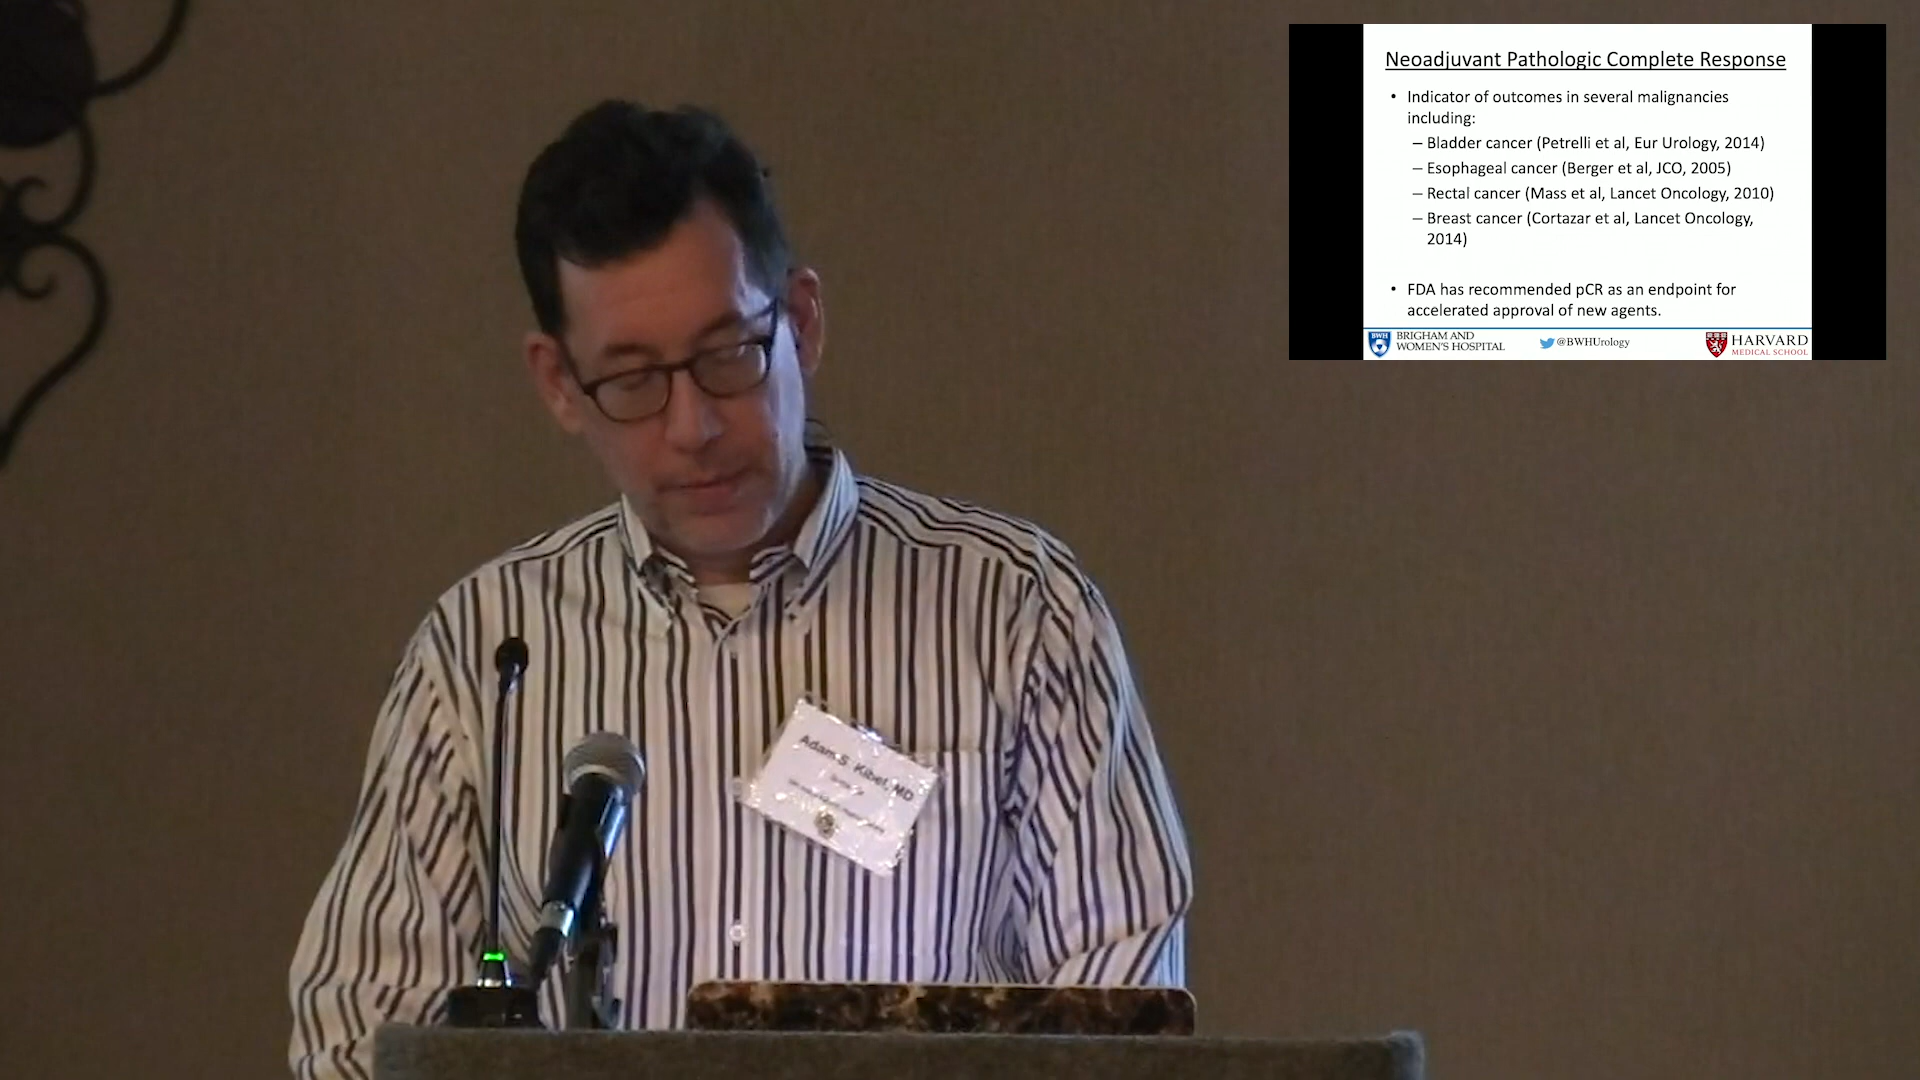 Neoadjuvant Pathologic Complete Response
• Indicator of outcomes in several malignancies
including:
– Bladder cancer (Petrelli et al, Eur Urology, 2014)
– Esophageal cancer (Berger et al, JCO, 2005)
– Rectal cancer (Mass et al, Lancet Oncology, 2010)
– Breast cancer (Cortazar et al, Lancet Oncology,
2014)
• FDA has recommended pCR as an endpoint for
accelerated approval of new agents.
BWH
BRIGHAM AND
WOMEN'S HOSPITAL
@BWHUrology
HARVARD
MEDICAL SCHOOL
Adam S. Kibel, MD